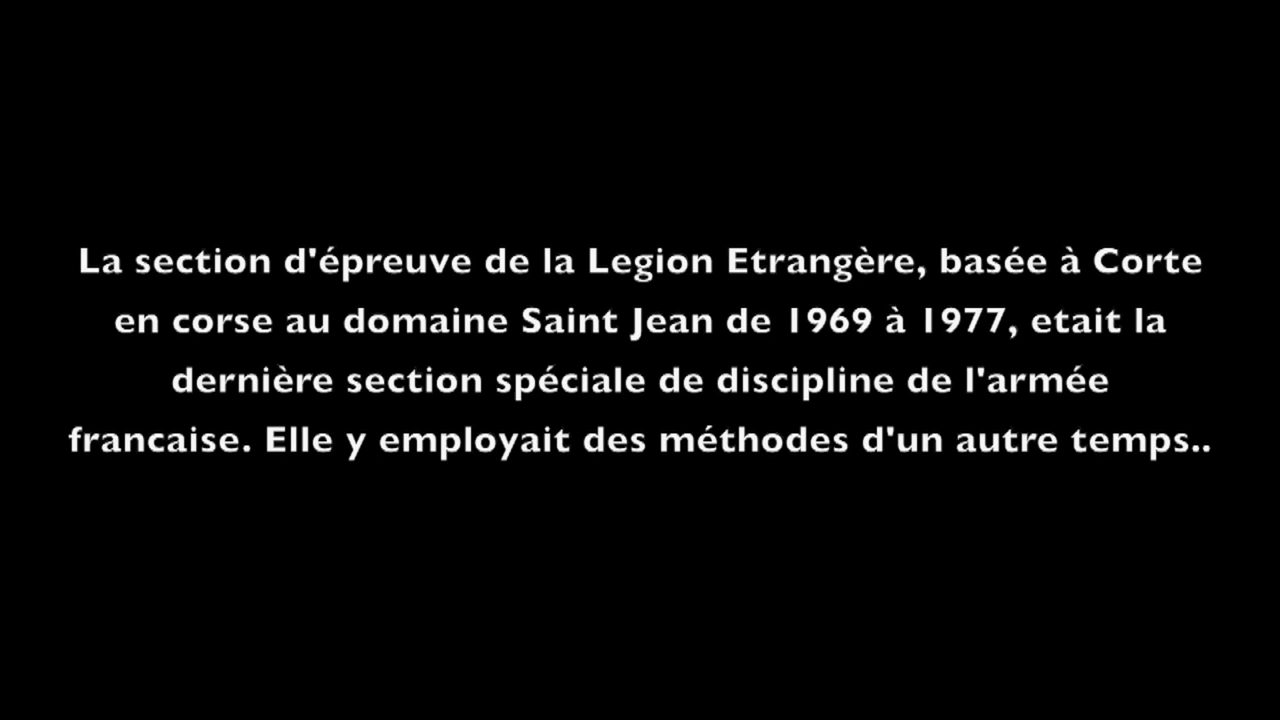 La section d'épreuve de la Legion Etrangère, basée à Corte
en corse au domaine Saint Jean de 1969 à 1977, etait la
dernière section spéciale de discipline de l'armée
francaise. Elle y employait des méthodes d'un autre temps..